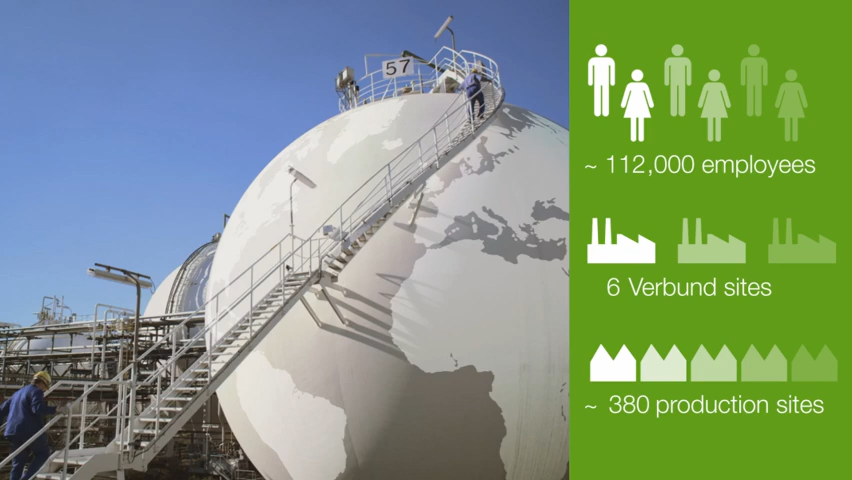 57
~ 112,000 employees
6 Verbund sites
~ 380 production sites